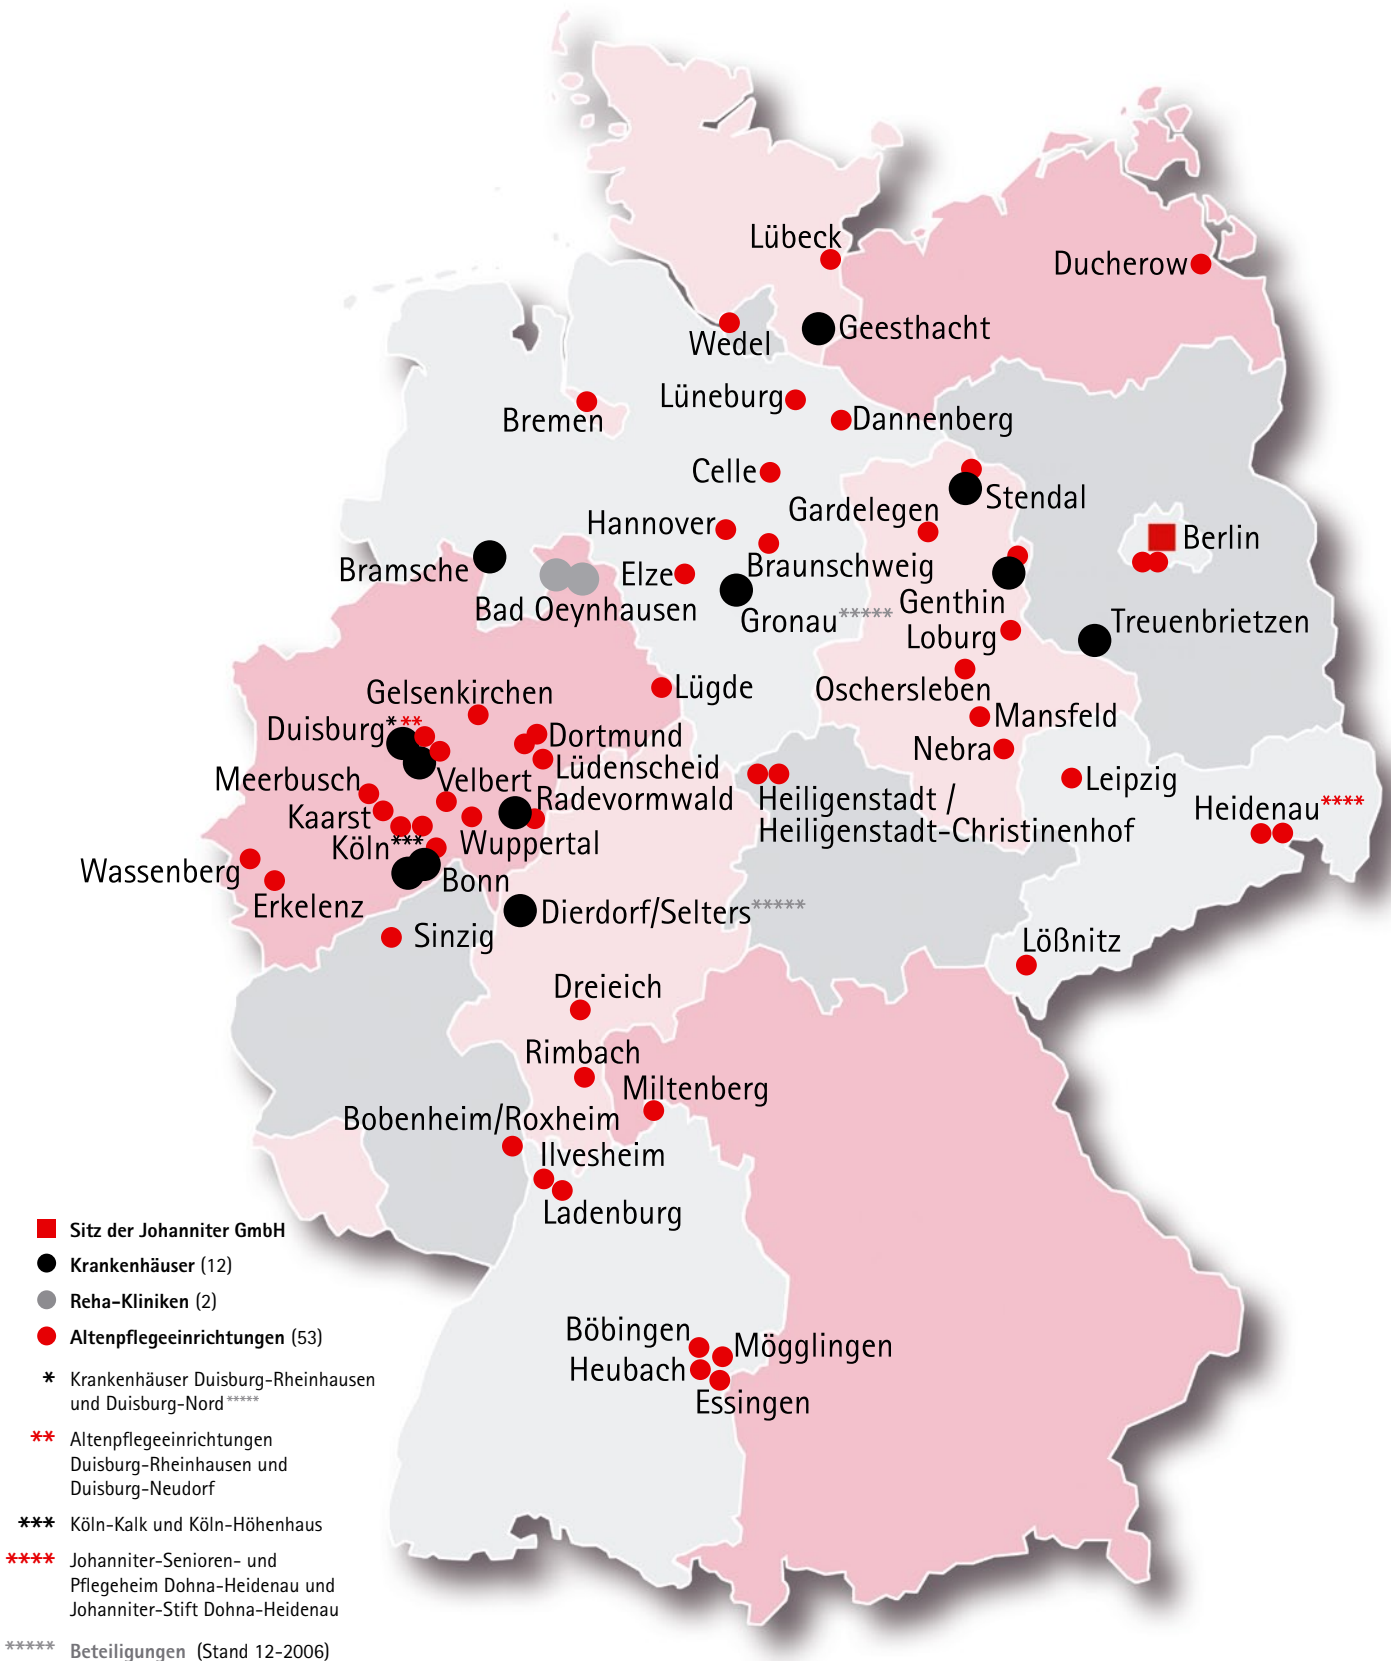 Lübeck
Ducherow
Geesthacht
Wedel
Lüneburg
Bremen
Dannenberg
Celle
Stendal
Gardelegen
Hannover
Berlin
Braunschweig
Bramsche
Elze
Genthin
Bad Oeynhausen
Gronau*****
Treuenbrietzen
Loburg
Lügde
Oschersleben
Gelsenkirchen
Mansfeld
Duisburg* **
Dortmund
Nebra
Lüdenscheid
Meerbusch
Velbert
Leipzig
Radevormwald
Heiligenstadt /
Heiligenstadt-Christinenhof
Heidenau****
Kaarst
Köln***
Wuppertal
Wassenberg
Bonn
Erkelenz
Dierdorf/Selters*****
Sinzig
Lößnitz
Dreieich
Rimbach
Miltenberg
Bobenheim/Roxheim
Ilvesheim
Ladenburg
Böbingen
Mögglingen
Heubach
Essingen
Sitz der Johanniter GmbH
Krankenhäuser (12)
Reha-Kliniken (2)
Altenpflegeeinrichtungen (53)
* Krankenhäuser Duisburg-Rheinhausen
und Duisburg-Nord*****
** Altenpflegeeinrichtungen
Duisburg-Rheinhausen und
Duisburg-Neudorf
*** Köln-Kalk und Köln-Höhenhaus
**** Johanniter-Senioren- und
Pflegeheim Dohna-Heidenau und
Johanniter-Stift Dohna-Heidenau
***** Beteiligungen (Stand 12-2006)